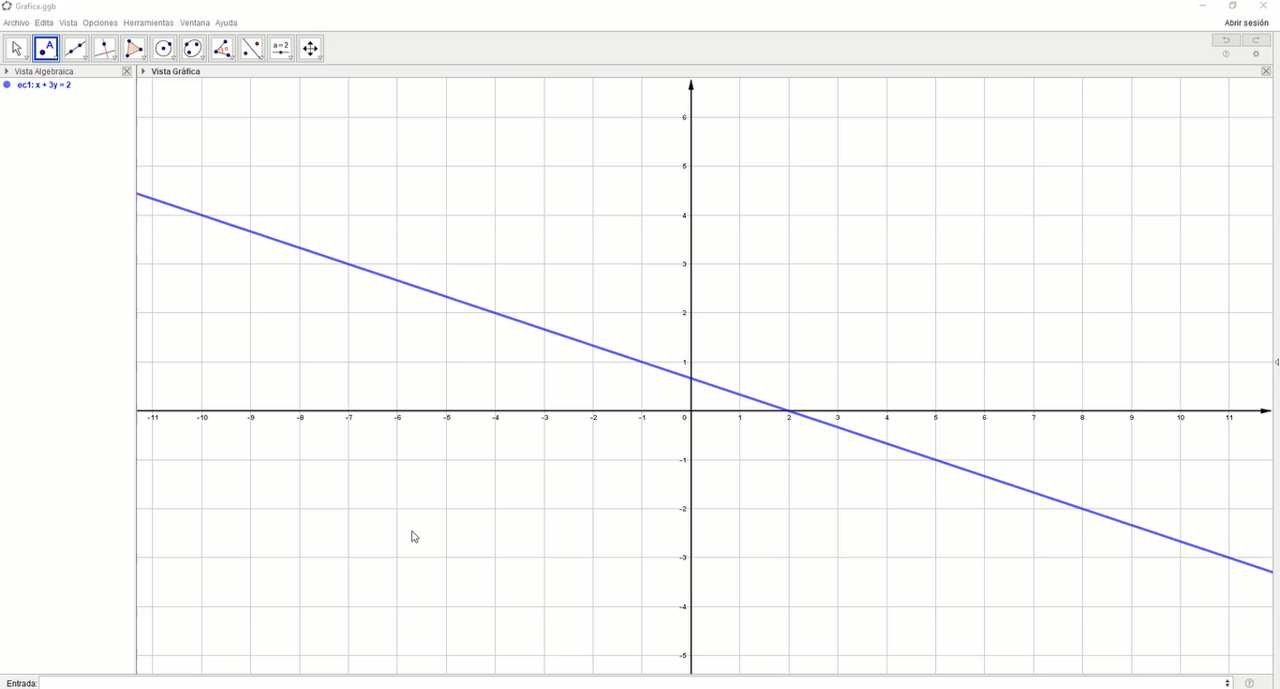 Grafica.ggb
Archivo Edita Vista Opciones Herramientas Ventana Ayuda
Abrir sesión
A
a=2
Vista Algebraica
Vista Gráfica
ec1: x + 3y = 2
6
5
4
3
2
1
-11 -10 -9 -8 -7 -6 -5 -4 -3 -2 -1 0 1 2 3 4 5 6 7 8 9 10 11
-1
-2
-3
-4
-5
Entrada: